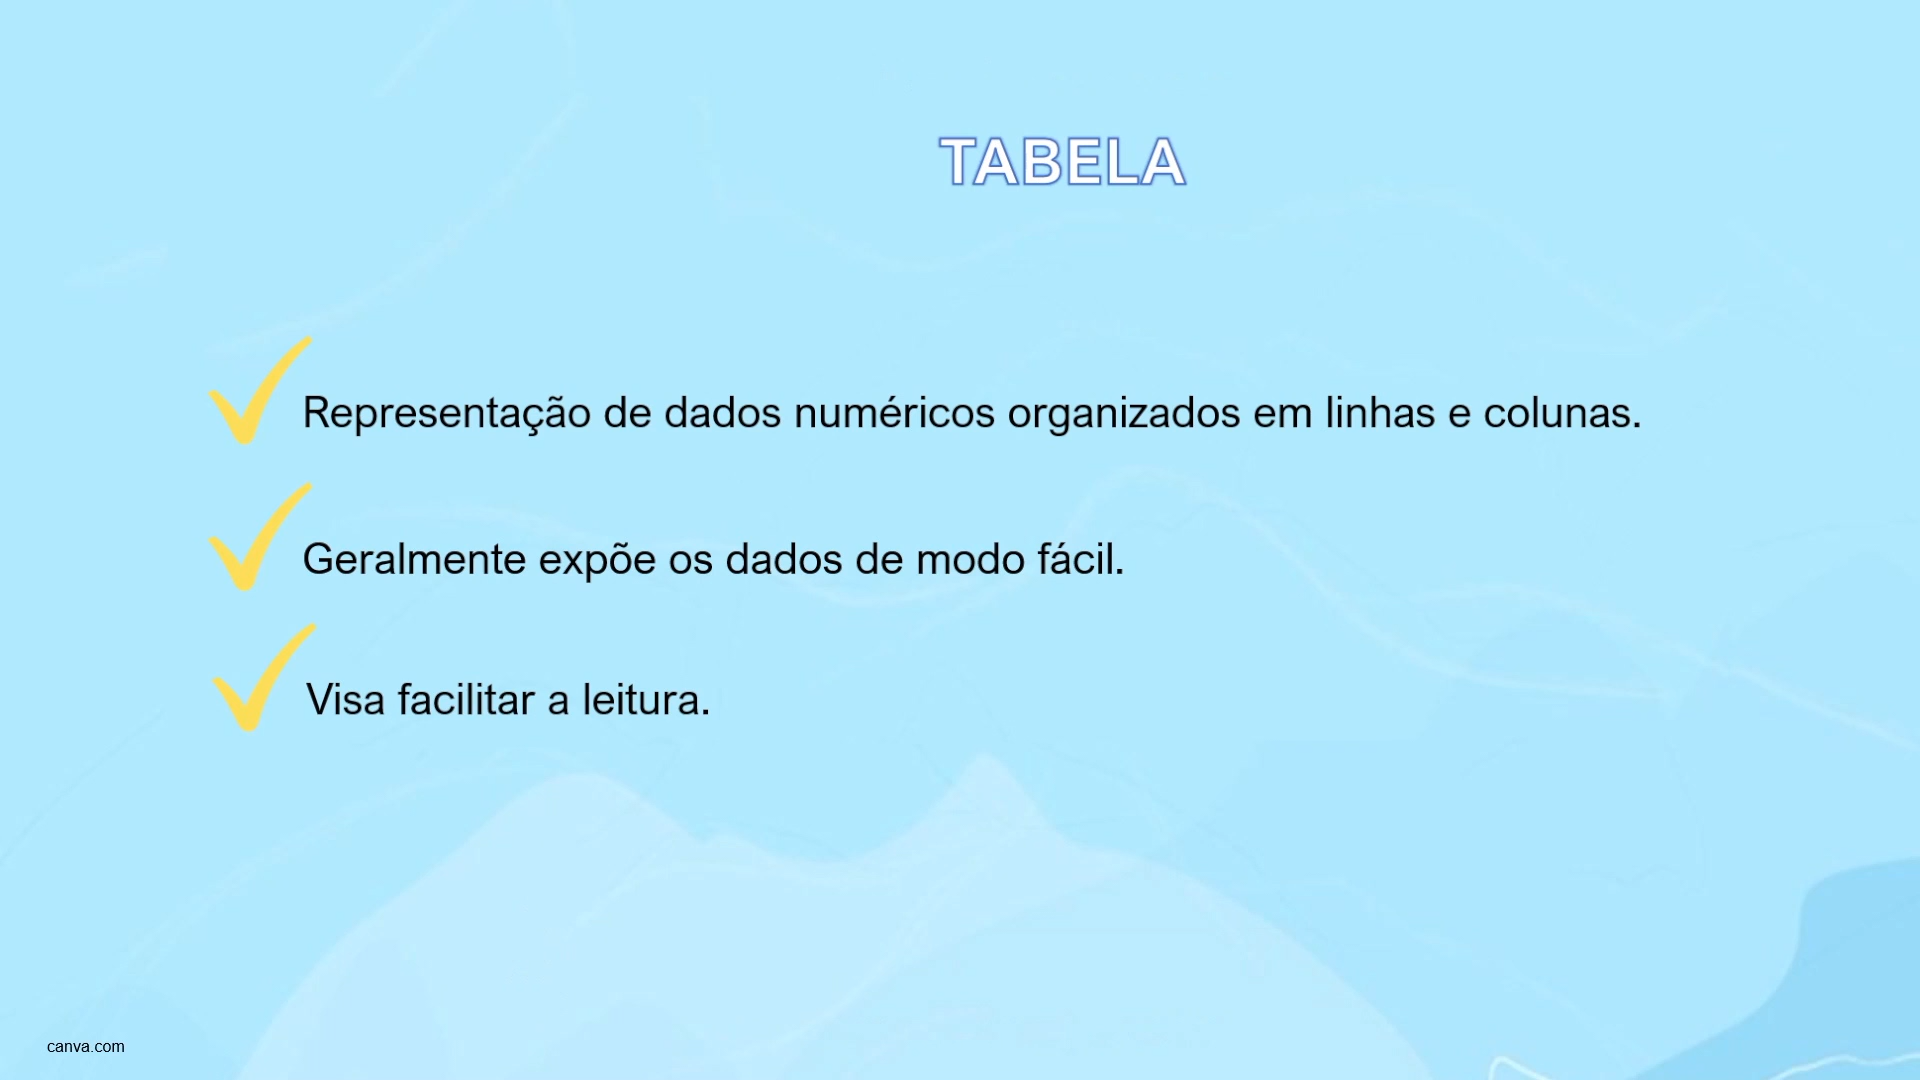 TABELA
Representação de dados numéricos organizados em linhas e colunas.
Geralmente expõe os dados de modo fácil.
Visa facilitar a leitura.
canva.com